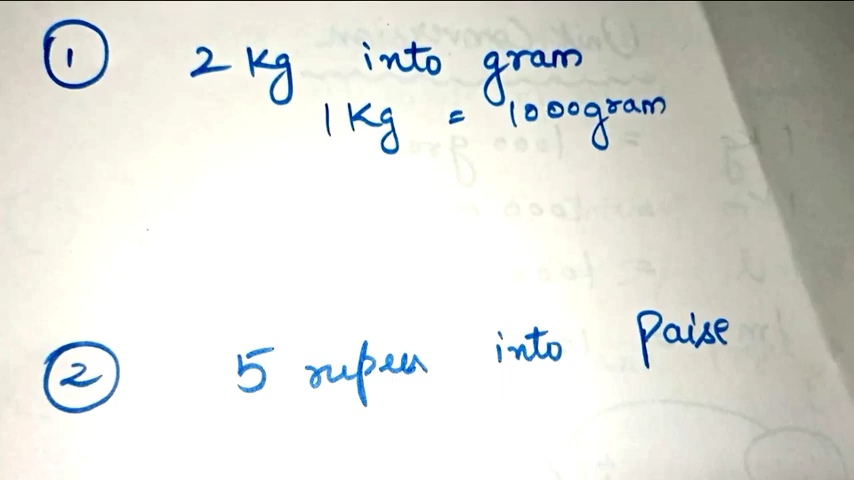 1 2 Kg into gram
1 Kg = 1000gram
2 5 rupees into Paise